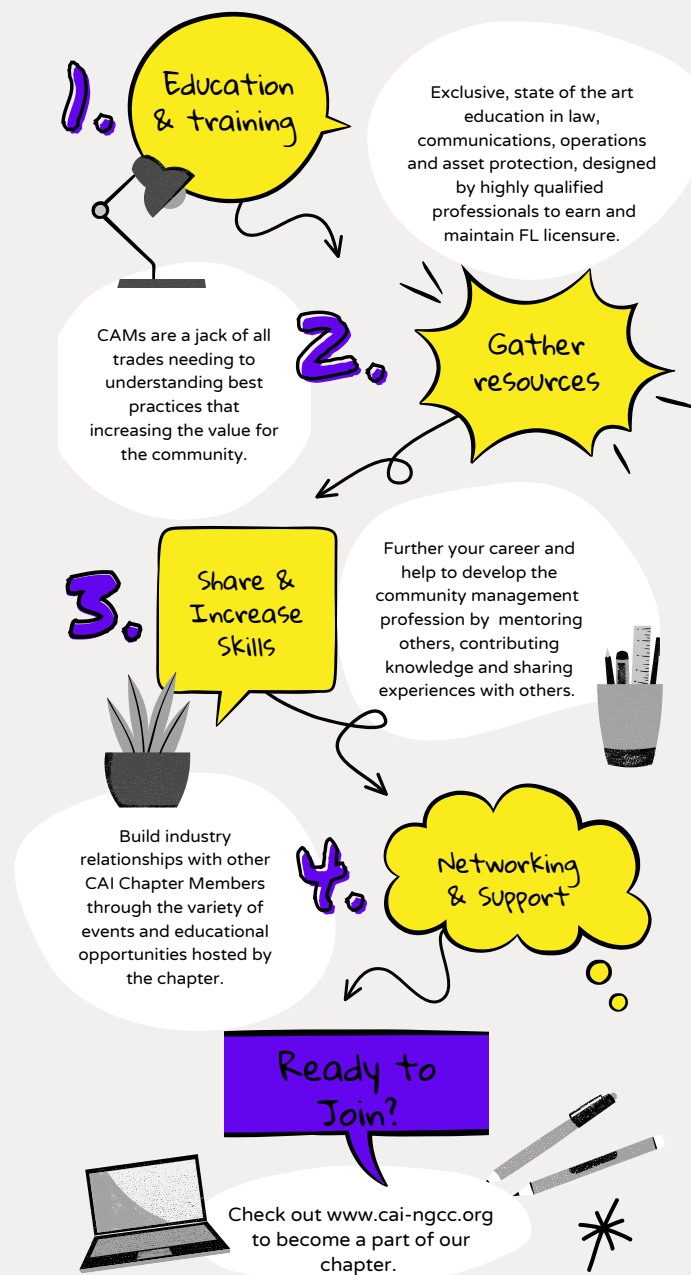 1.
Education
& training
Exclusive, state of the art
education in law,
communications, operations
and asset protection, designed
by highly qualified
professionals to earn and
maintain FL licensure.
2.
Gather
resources
CAMs are a jack of all
trades needing to
understanding best
practices that
increasing the value for
the community.
3.
Share &
Increase
Skills
Further your career and
help to develop the
community management
profession by mentoring
others, contributing
knowledge and sharing
experiences with others.
4.
Networking
& Support
Build industry
relationships with other
CAI Chapter Members
through the variety of
events and educational
opportunities hosted by
the chapter.
Ready to
Join?
Check out www.cai-ngcc.org
to become a part of our
chapter.